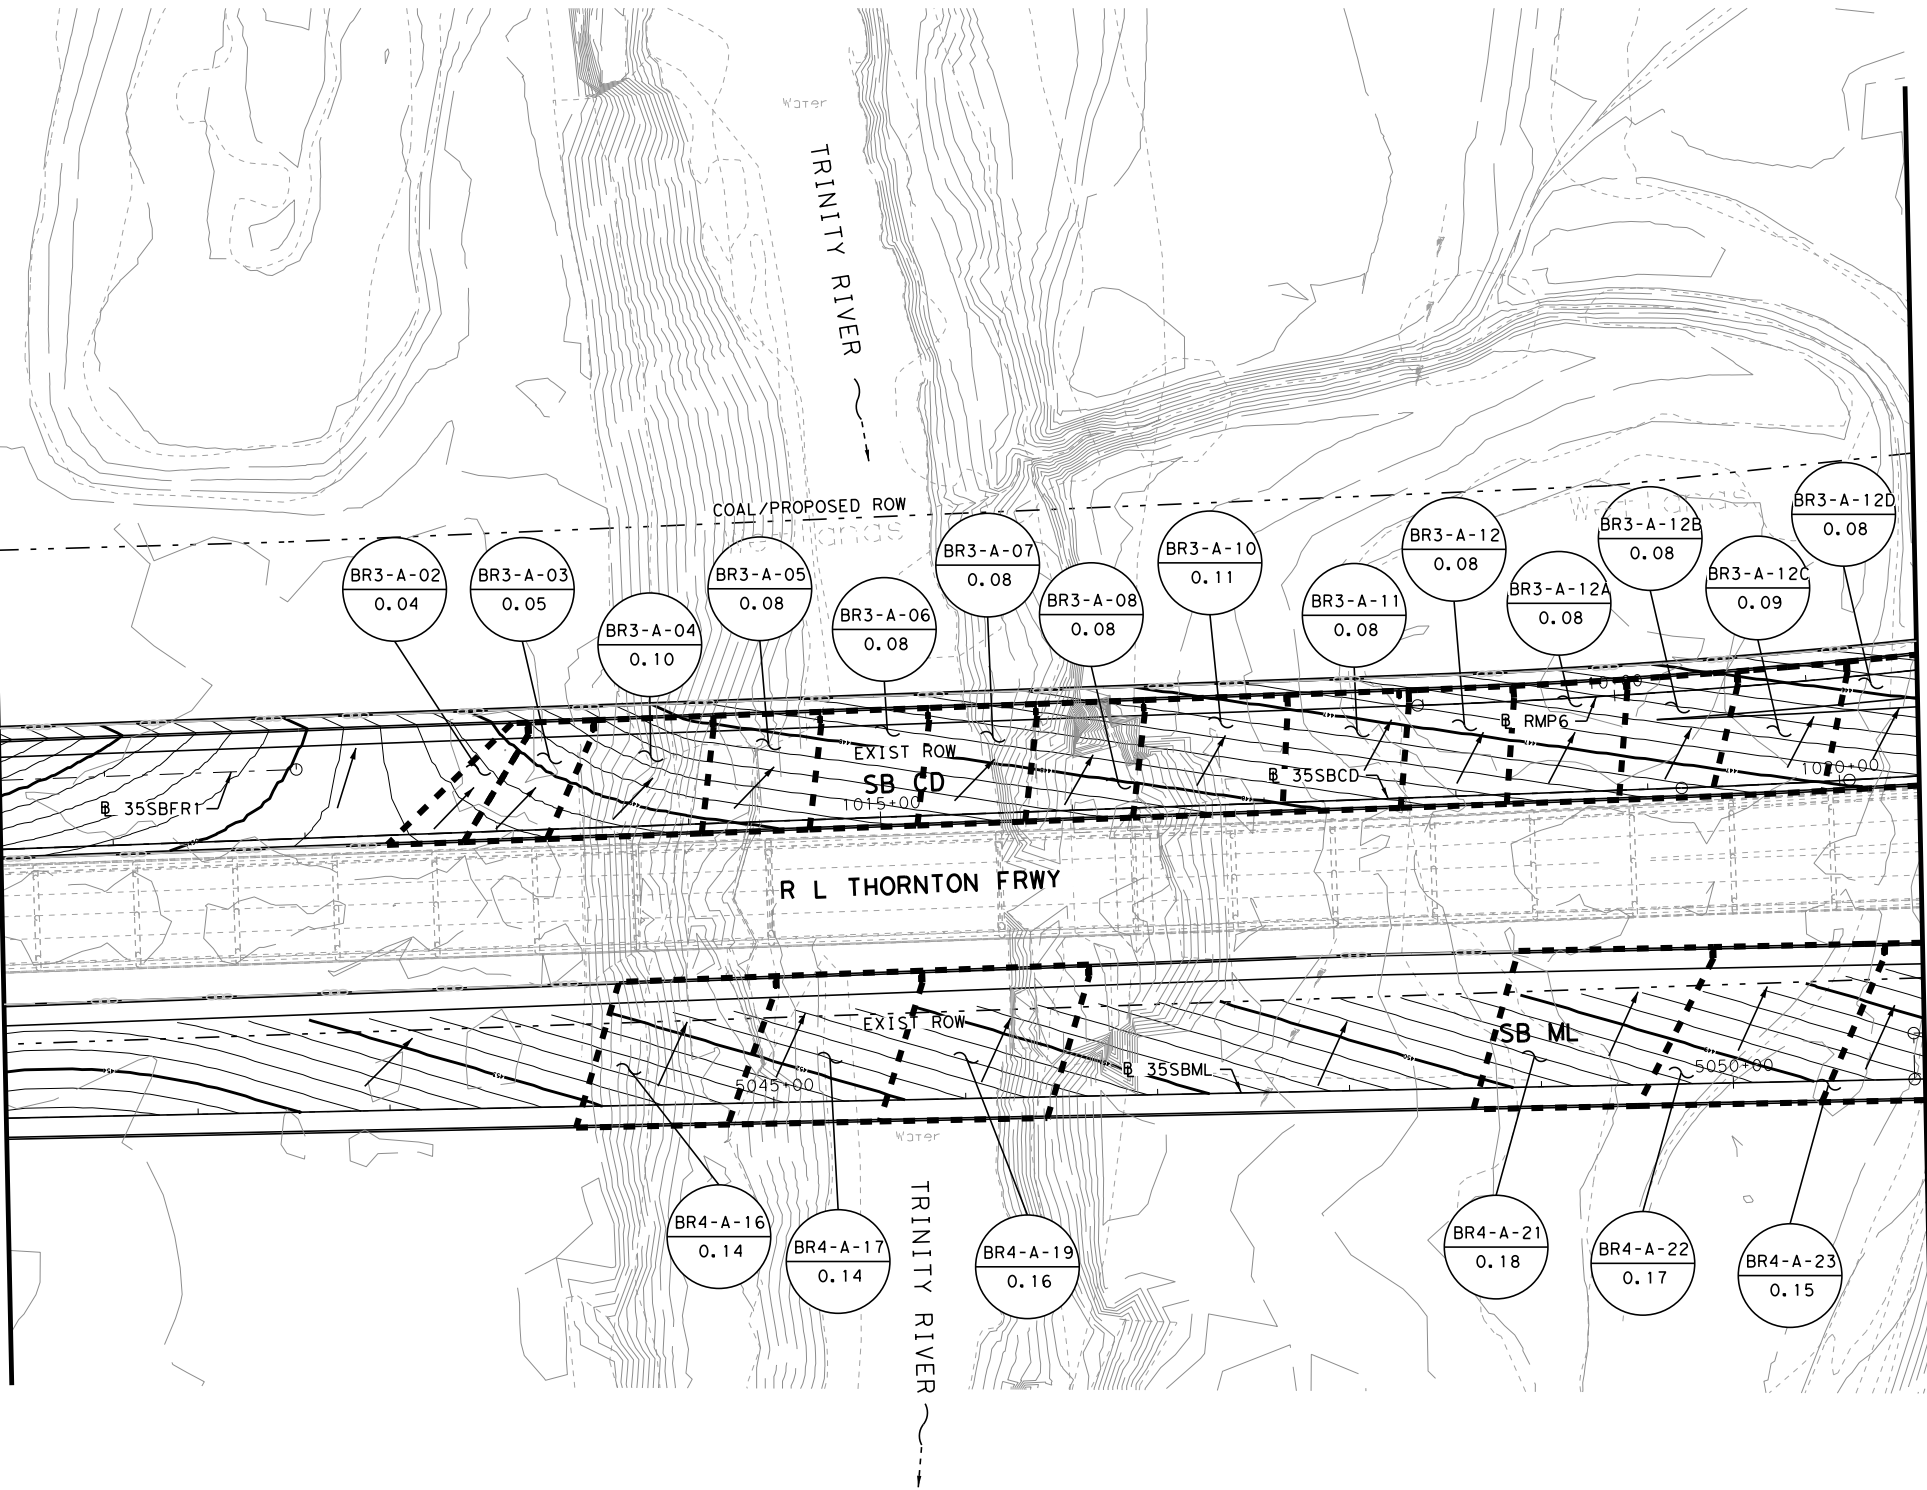 Water
TRINITY RIVER
COAL/PROPOSED ROW
BR3-A-02
0.04
BR3-A-03
0.05
BR3-A-04
0.10
BR3-A-05
0.08
BR3-A-06
0.08
BR3-A-07
0.08
BR3-A-08
0.08
BR3-A-10
0.11
BR3-A-11
0.08
BR3-A-12
0.08
BR3-A-12A
0.08
BR3-A-12B
0.08
BR3-A-12C
0.09
BR3-A-12D
0.08
RMP6
EXIST ROW
SB CD
1015+00
35SBCD
1020+00
35SBFR1
R L THORNTON FRWY
EXIST ROW
SB ML
35SBML
5045+00
5050+00
Water
TRINITY RIVER
BR4-A-16
0.14
BR4-A-17
0.14
BR4-A-19
0.16
BR4-A-21
0.18
BR4-A-22
0.17
BR4-A-23
0.15